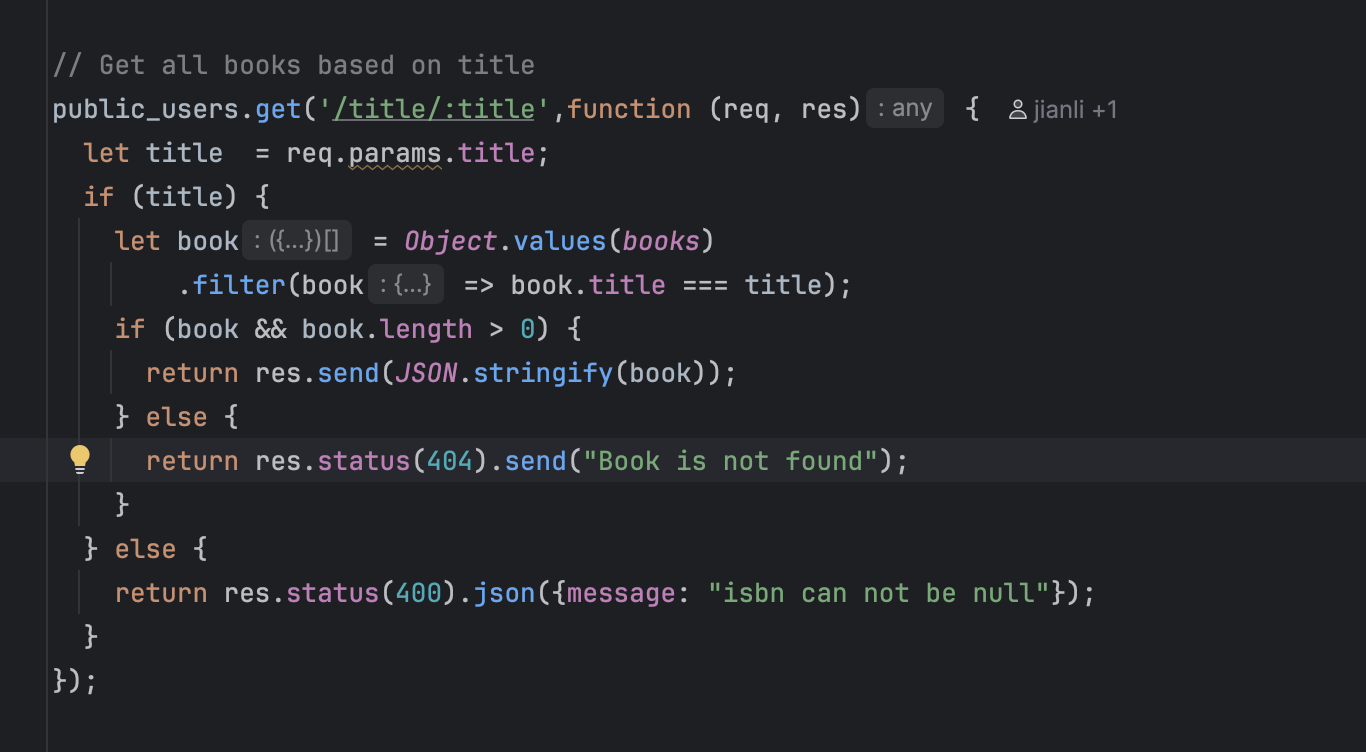 // Get all books based on title
public_users.get('/title/:title',function (req, res) : any { jianli +1
let title  = req.params.title;
if (title) {
let book : ({...})[] = Object.values(books)
.filter(book : {...} => book.title === title);
if (book && book.length > 0) {
return res.send(JSON.stringify(book));
} else {
return res.status(404).send("Book is not found");
}
} else {
return res.status(400).json({message: "isbn can not be null"});
}
});